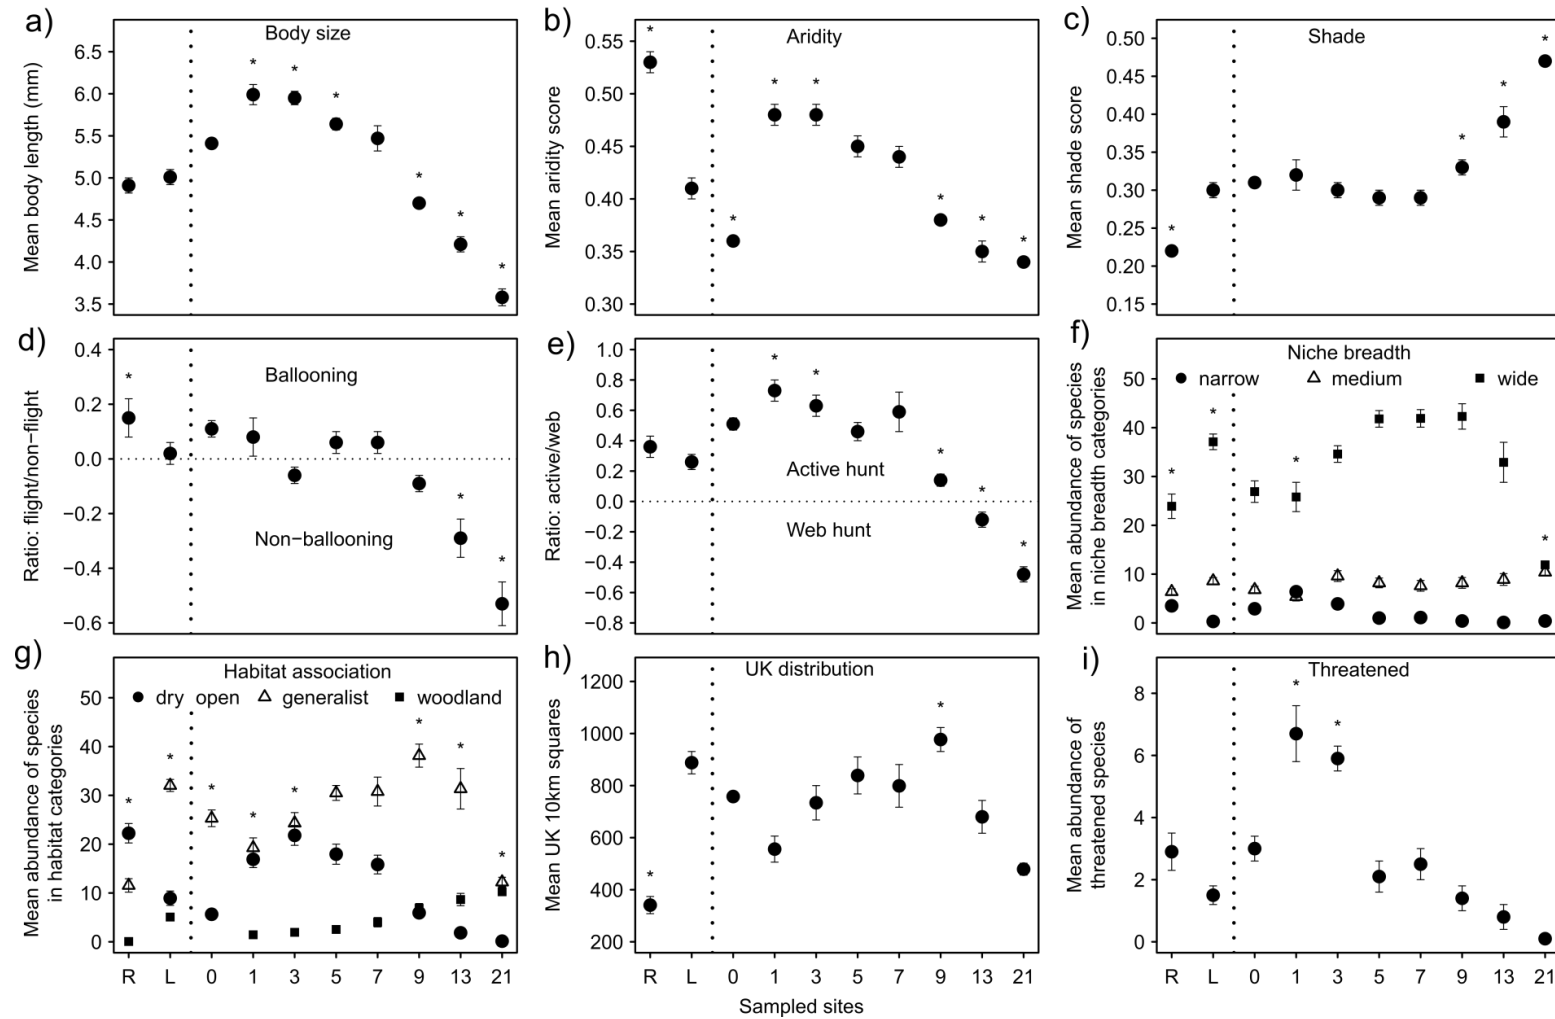 a)
Body size
Mean body length (mm)
6.5
6.0
5.5
5.0
4.5
4.0
3.5
* * * * * *
b)
Aridity
Mean aridity score
0.55
0.50
0.45
0.40
0.35
0.30
* * * * * * *
c)
Shade
Mean shade score
0.50
0.45
0.40
0.35
0.30
0.25
0.20
0.15
* * * *
d)
Ballooning
Non−ballooning
Ratio: flight/non−flight
0.4
0.2
0.0
−0.2
−0.4
−0.6
* * *
e)
Active hunt
Web hunt
Ratio: active/web
1.0
0.8
0.6
0.4
0.2
0.0
−0.2
−0.4
−0.6
−0.8
* * * * *
f)
Niche breadth
narrow medium wide
Mean abundance of species
in niche breadth categories
50
40
30
20
10
0
* * * *
g)
Habitat association
dry open generalist woodland
Mean abundance of species
in habitat categories
50
40
30
20
10
0
* * * * * * * *
R L 0 1 3 5 7 9 13 21
h)
UK distribution
Mean UK 10km squares
1200
1000
800
600
400
200
* *
R L 0 1 3 5 7 9 13 21
Sampled sites
i)
Threatened
Mean abundance of
threatened species
8
6
4
2
0
* *
R L 0 1 3 5 7 9 13 21